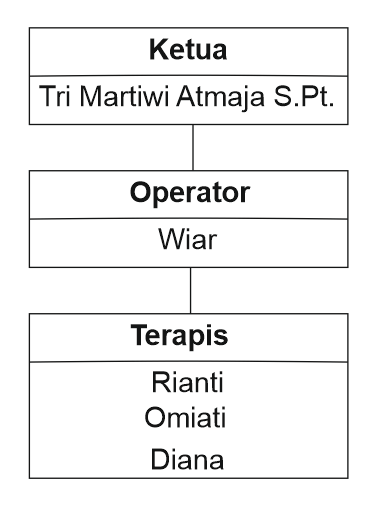 Ketua
Tri Martiwi Atmaja S.Pt.
Operator
Wiar
Terapis
Rianti
Omiati
Diana